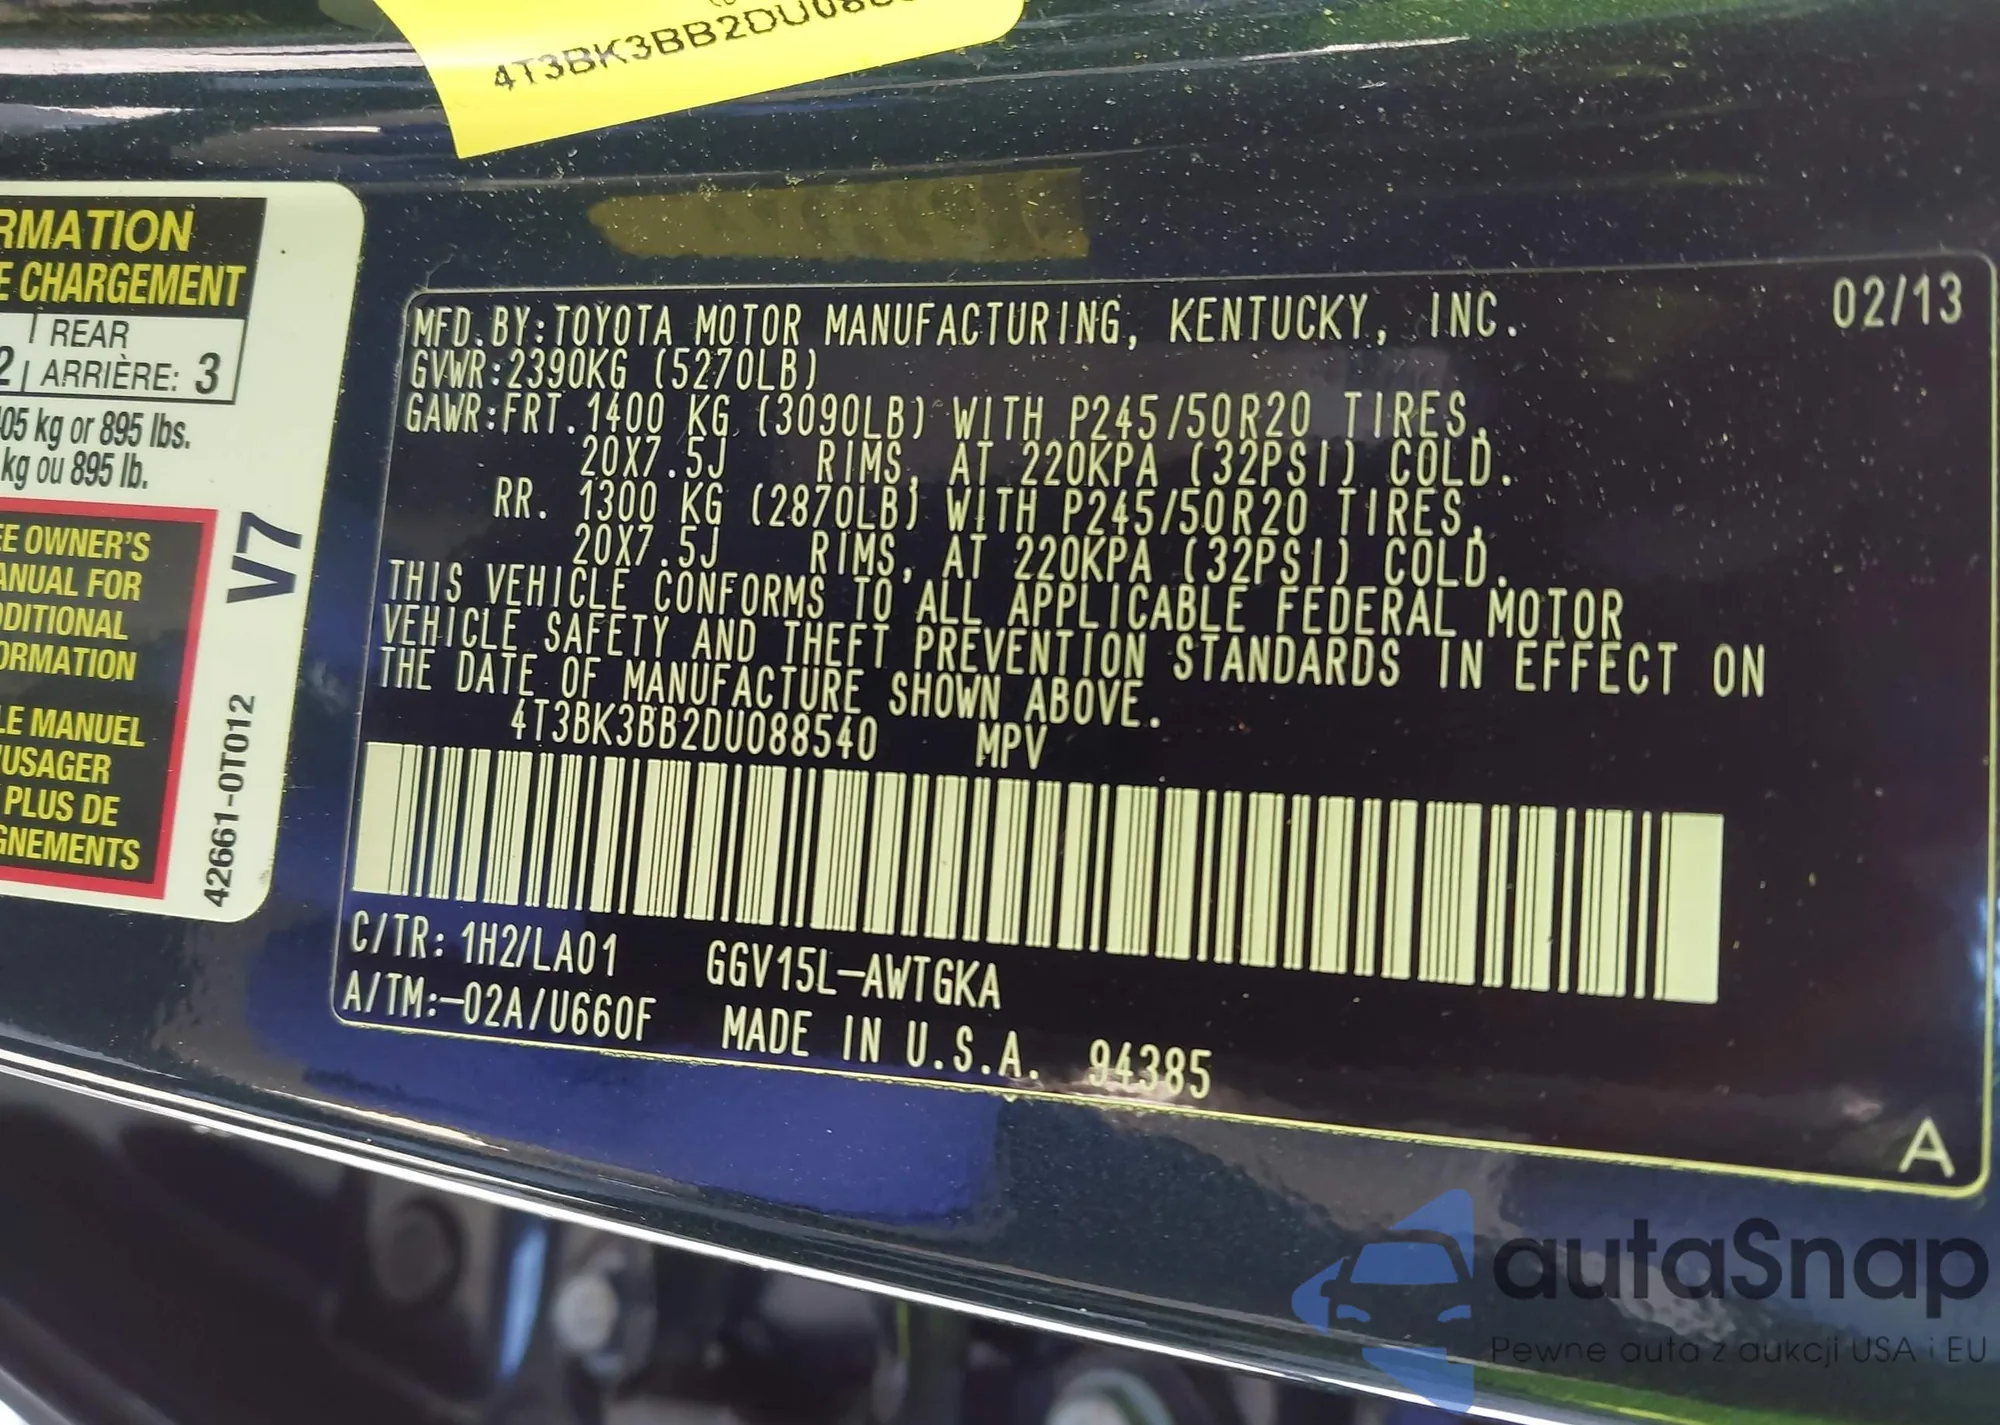 4T3BK3BB2DU088
RMATION
E CHARGEMENT
REAR
2 ARRIÈRE: 3
05 kg or 895 lbs.
kg ou 895 lb.
EE OWNER'S
ANUAL FOR
DDITIONAL
ORMATION
LE MANUEL
'USAGER
PLUS DE
GNEMENTS
V7
42661-0T012
02/13
MFD.BY:TOYOTA MOTOR MANUFACTURING, KENTUCKY, INC.
GVWR:2390KG (5270LB)
GAWR:FRT. 1400 KG (3090LB) WITH P245/50R20 TIRES,
20X7.5J RIMS, AT 220KPA (32PSI) COLD.
RR. 1300 KG (2870LB) WITH P245/50R20 TIRES,
20X7.5J RIMS, AT 220KPA (32PSI) COLD.
THIS VEHICLE CONFORMS TO ALL APPLICABLE FEDERAL MOTOR
VEHICLE SAFETY AND THEFT PREVENTION STANDARDS IN EFFECT ON
THE DATE OF MANUFACTURE SHOWN ABOVE.
4T3BK3BB2DU088540 MPV
C/TR: 1H2/LA01 GGV15L-AWTGKA
A/TM:-02A/U660F MADE IN U.S.A. 94385
A
autaSnap
Pewne auta z aukcji USA i EU